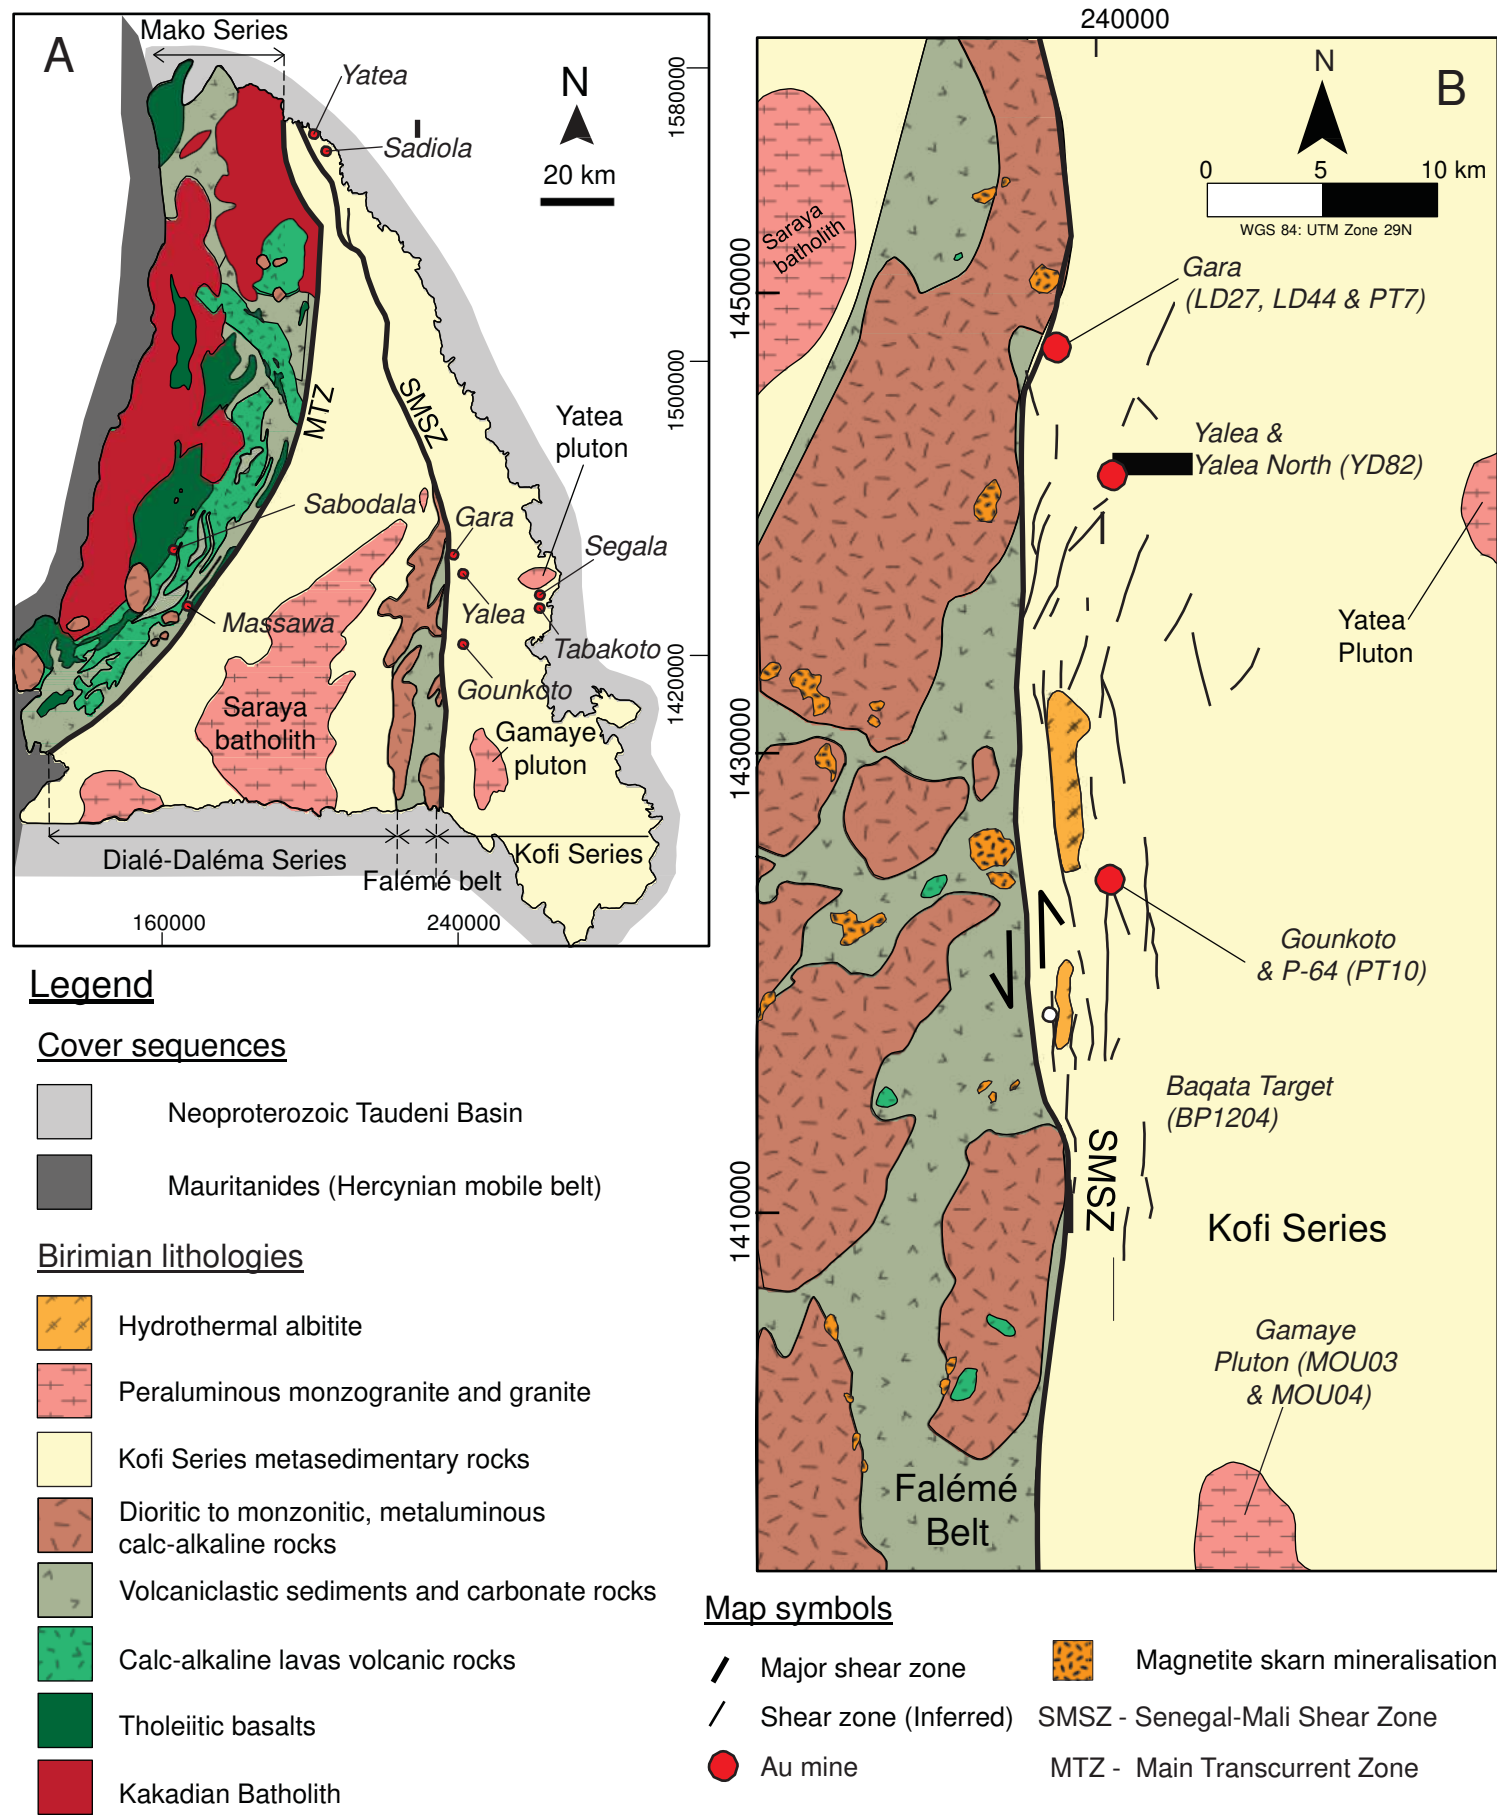 Mako Series
A
Yatea
N
Sadiola
20 km
1580000
1500000
1420000
MTZ
SMSZ
Yatea
pluton
Sabodala
Gara
Segala
Massawa
Yalea
Tabakoto
Gounkoto
Saraya
batholith
Gamaye
pluton
Dialé-Daléma Series
Falémé belt
Kofi Series
160000
240000
240000
B
N
0
5
10 km
WGS 84: UTM Zone 29N
Saraya
batholith
1450000
1430000
1410000
Gara
(LD27, LD44 & PT7)
Yalea &
Yalea North (YD82)
Yatea
Pluton
Gounkoto
& P-64 (PT10)
Baqata Target
(BP1204)
SMSZ
Kofi Series
Gamaye
Pluton (MOU03
& MOU04)
Falémé
Belt
Legend
Cover sequences
Neoproterozoic Taudeni Basin
Mauritanides (Hercynian mobile belt)
Birimian lithologies
Hydrothermal albitite
Peraluminous monzogranite and granite
Kofi Series metasedimentary rocks
Dioritic to monzonitic, metaluminous
calc-alkaline rocks
Volcaniclastic sediments and carbonate rocks
Calc-alkaline lavas volcanic rocks
Tholeiitic basalts
Kakadian Batholith
Map symbols
Major shear zone
Shear zone (Inferred)
Au mine
Magnetite skarn mineralisation
SMSZ - Senegal-Mali Shear Zone
MTZ - Main Transcurrent Zone